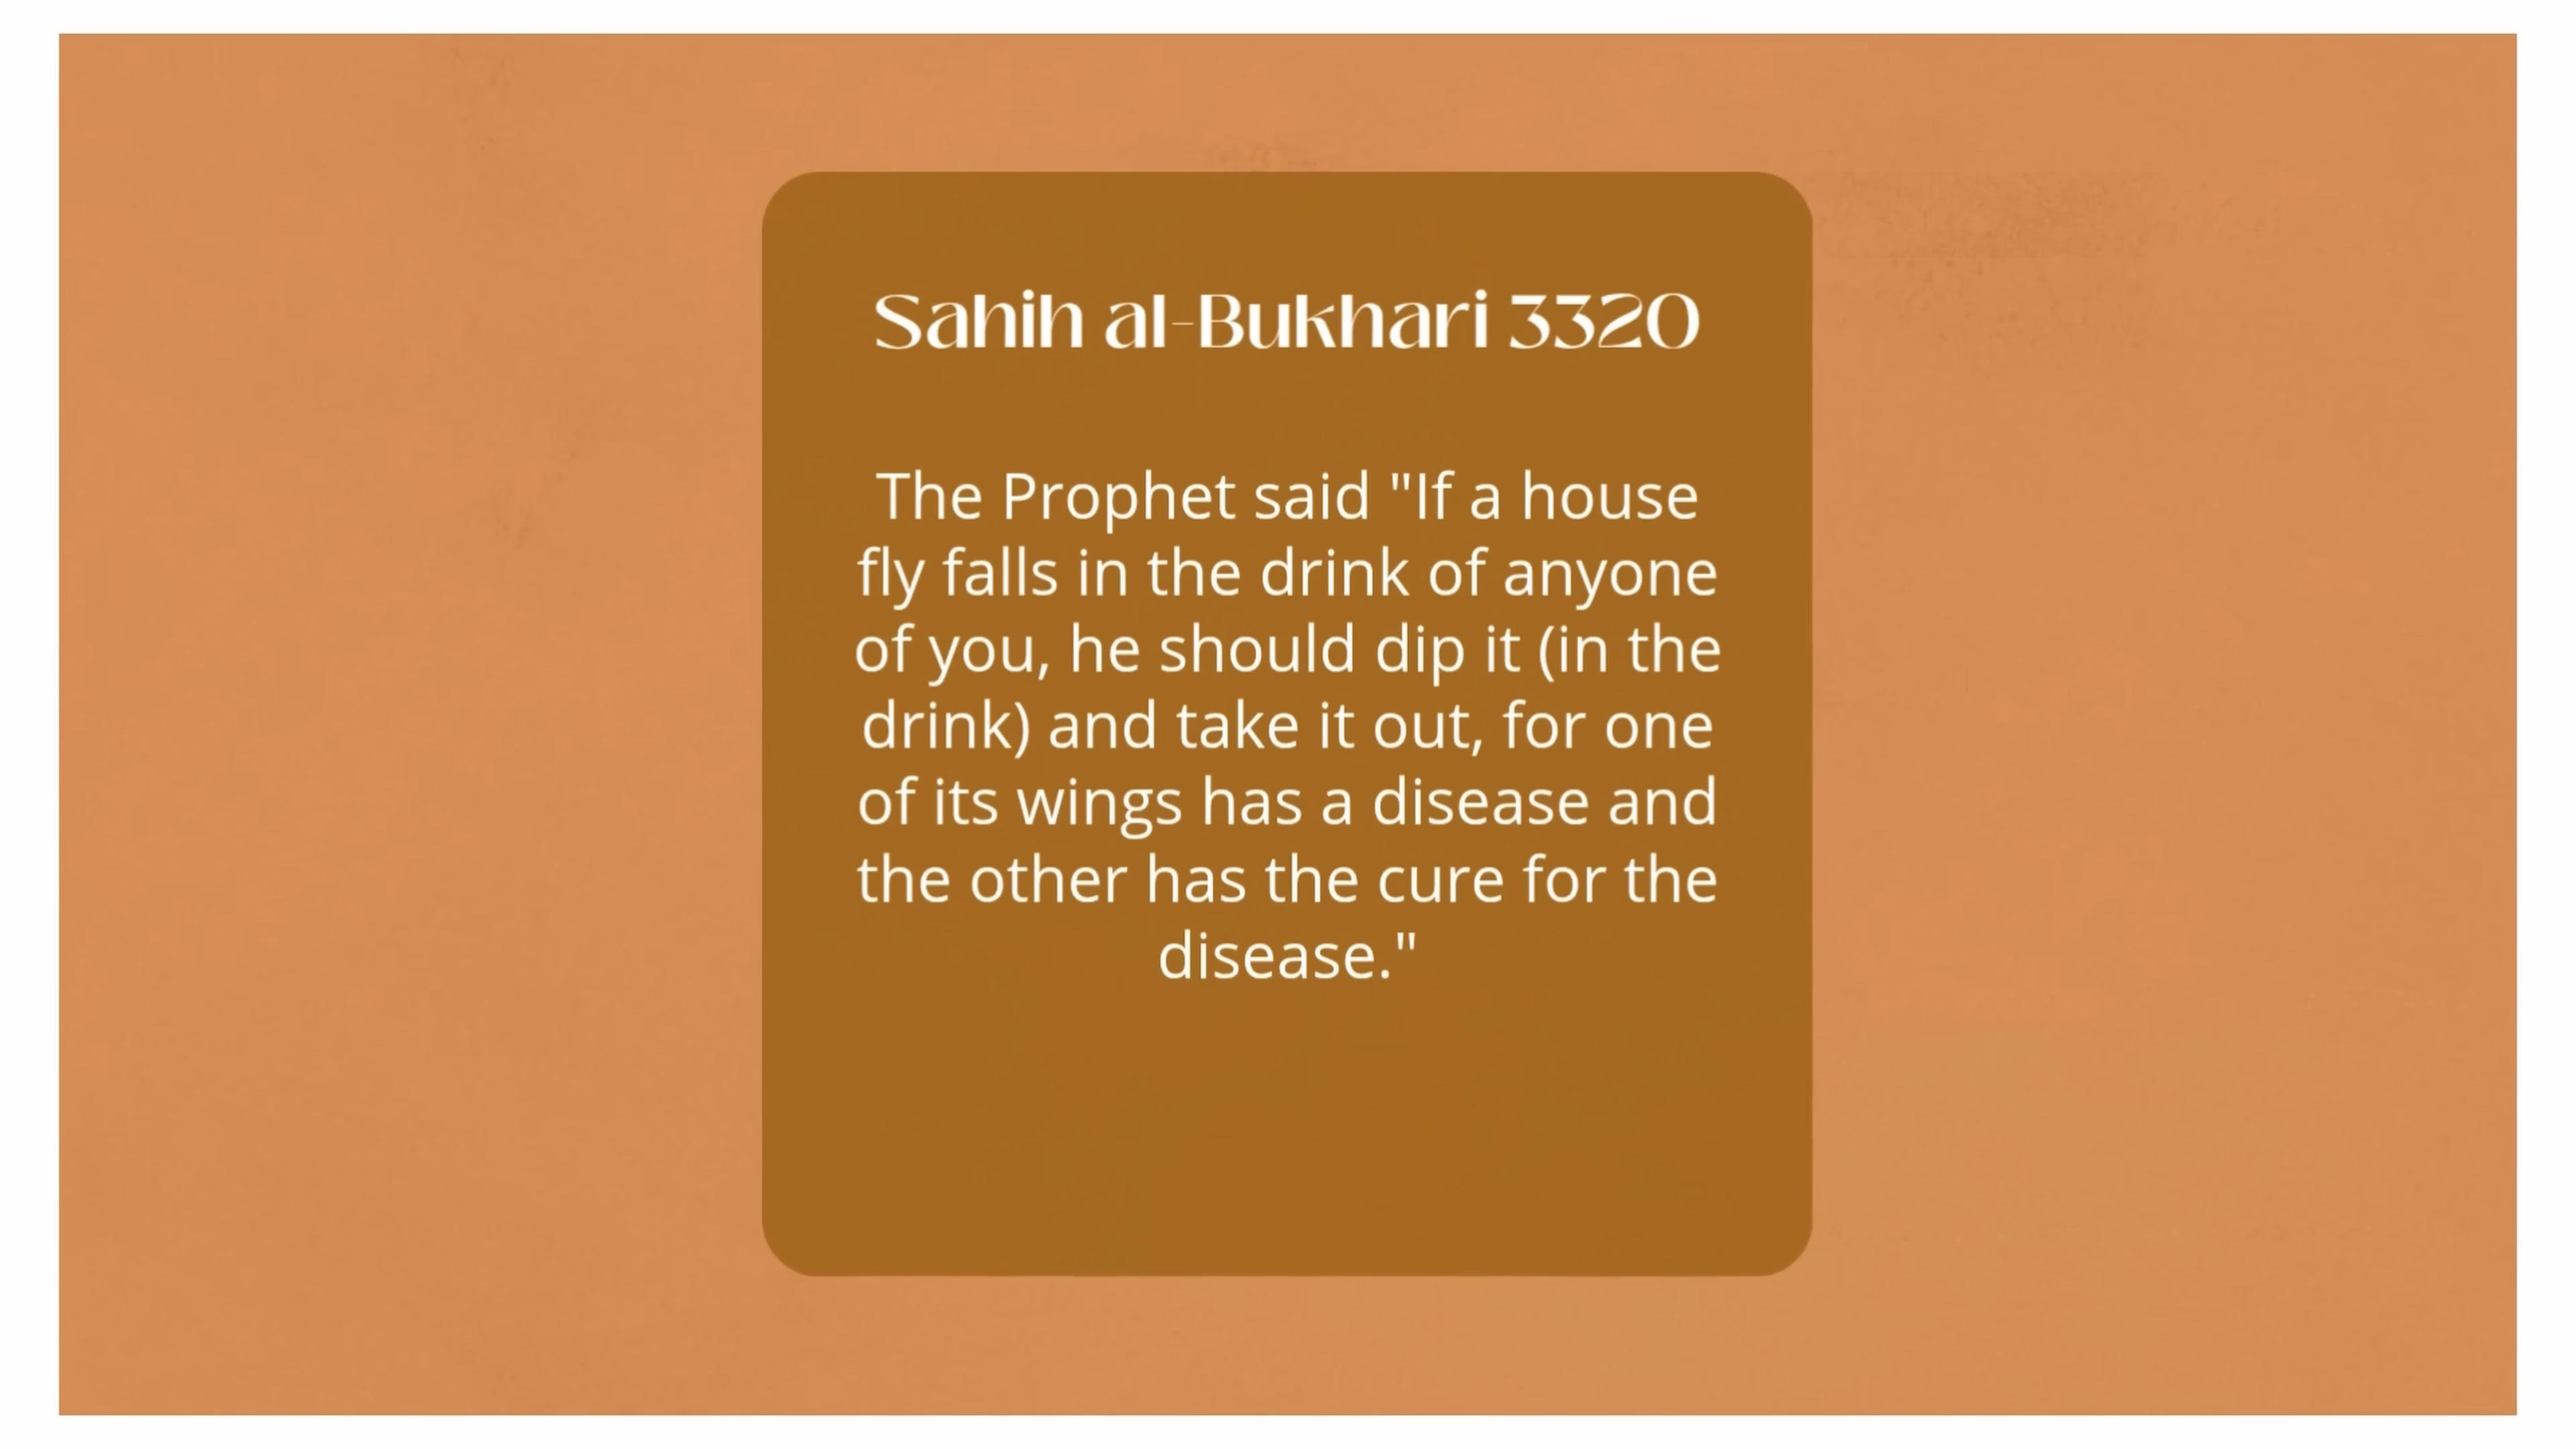 Sahih al-Bukhari 3320
The Prophet said "If a house
fly falls in the drink of anyone
of you, he should dip it (in the
drink) and take it out, for one
of its wings has a disease and
the other has the cure for the
disease."